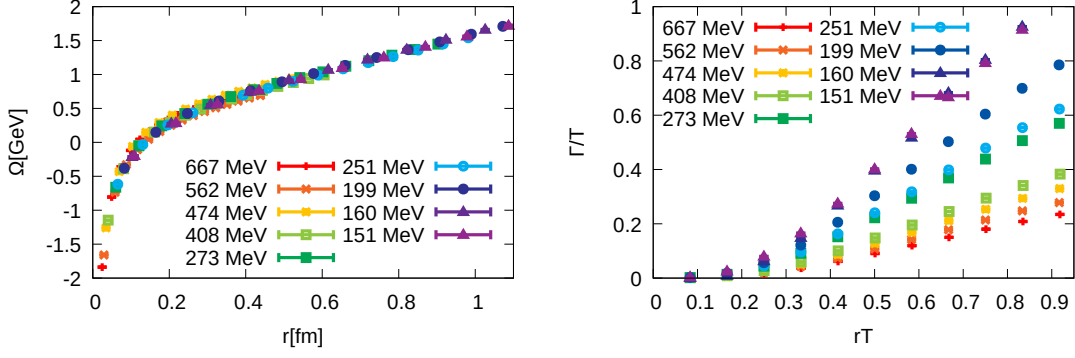 2
1.5
1
0.5
0
-0.5
-1
-1.5
2
Ω[GeV]
667 MeV 251 MeV
562 MeV 199 MeV
474 MeV 160 MeV
408 MeV 151 MeV
273 MeV
0 0.2 0.4 0.6 0.8 1
r[fm]
1
0.8
0.6
0.4
0.2
0
Γ/T
667 MeV 251 MeV
562 MeV 199 MeV
474 MeV 160 MeV
408 MeV 151 MeV
273 MeV
0 0.1 0.2 0.3 0.4 0.5 0.6 0.7 0.8 0.9
rT